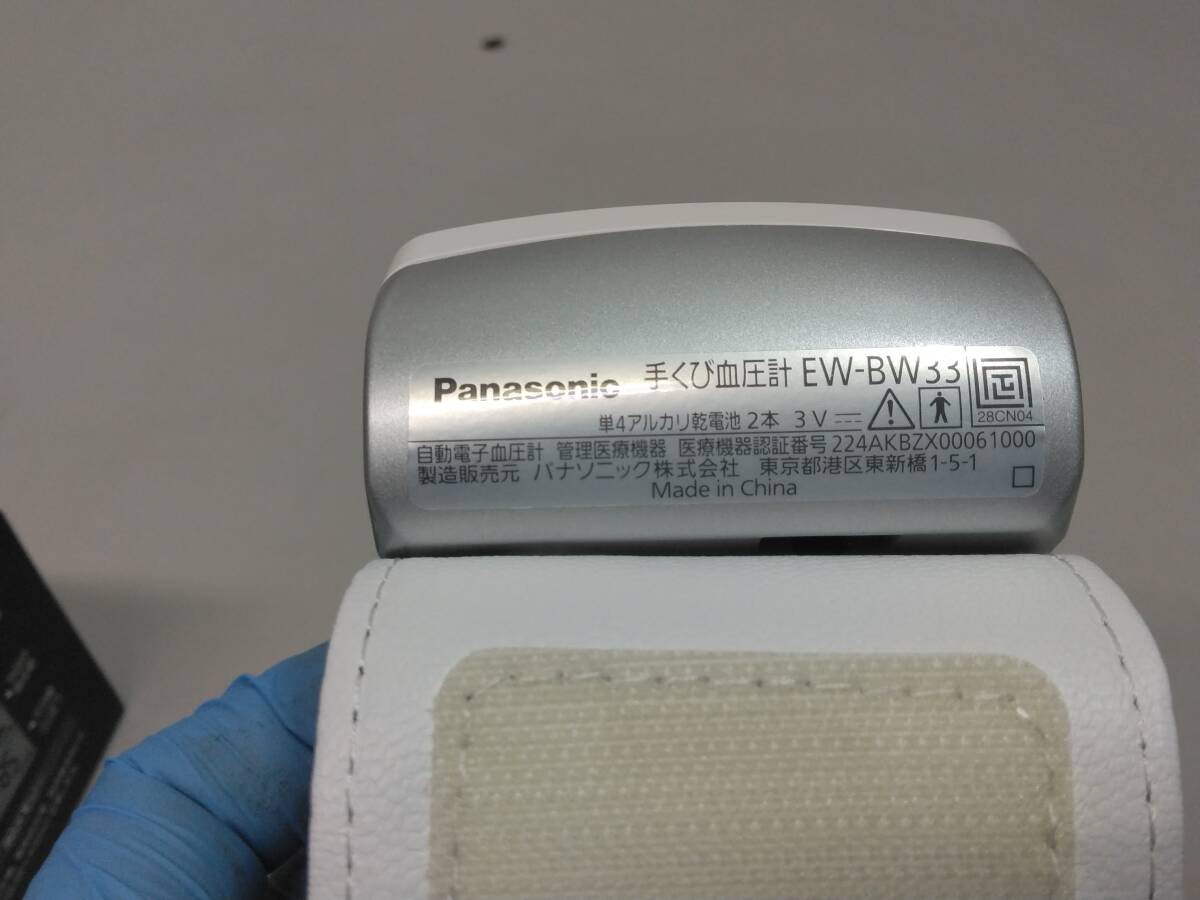 Panasonic 手くび血圧計 EW-BW33
単4アルカリ乾電池 2本 3V
28CN04
自動電子血圧計 管理医療機器 医療機器認証番号 224AKBZX00061000
製造販売元 パナソニック株式会社 東京都港区東新橋1-5-1
Made in China